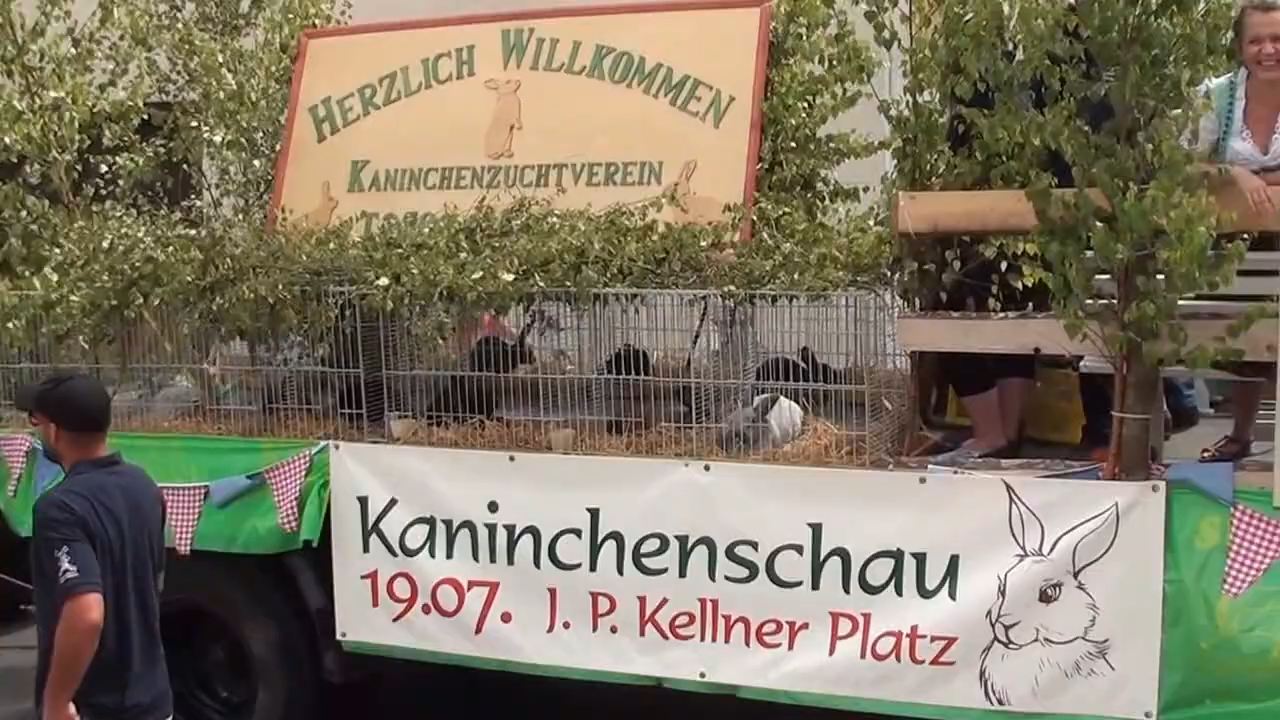 HERZLICH WILLKOMMEN
KANINCHENZUCHTVEREIN
Kaninchenschau
19.07. J. P. Kellner Platz